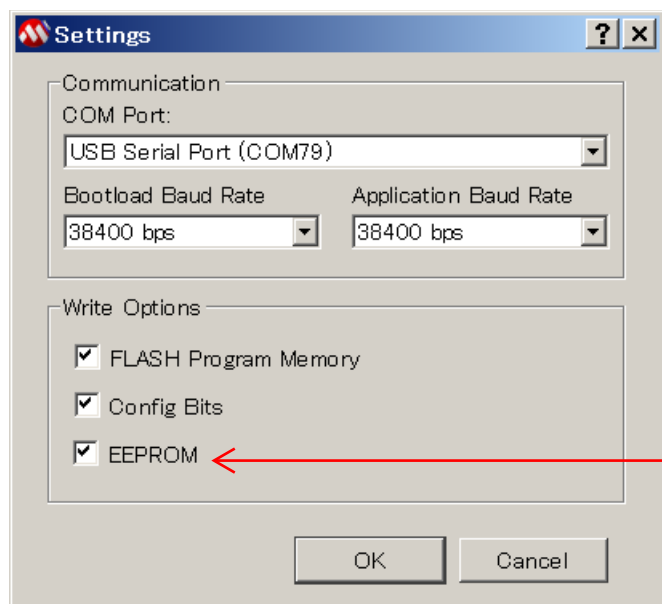 Settings
Communication
COM Port:
USB Serial Port (COM79)
Bootload Baud Rate Application Baud Rate
38400 bps 38400 bps
Write Options
FLASH Program Memory
Config Bits
EEPROM
OK Cancel